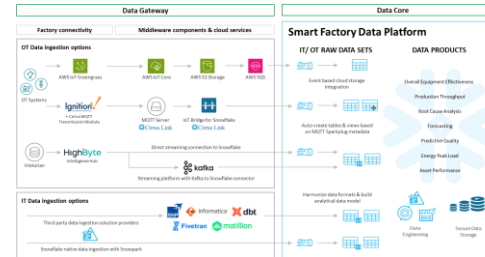 Data Gateway
Data Core
Factory connectivity
Middleware components & cloud services
Smart Factory Data Platform
OT Data ingestion options
IT/ OT RAW DATA SETS
DATA PRODUCTS
AWS IoT Greengrass
AWS IoT Core
AWS S3 Storage
AWS SQS
Event based cloud storage
integration
OT Systems
Ignition
+ CirrusMQTT
Transmission Module
MQTT Server
Cirrus Link
IoT Bridge for Snowflake
Cirrus Link
Auto-create tables & views based
on MQTT Sparkplug metadata
Historian
HighByte
Intelligence Hub
Direct streaming connection to Snowflake
kafka
Streaming platform with Kafka to Snowflake connector
Overall Equipment Effectiveness
Production Throughput
Root Cause Analysis
Forecasting
Predictive Quality
Energy Peak Load
Asset Performance
IT Data ingestion options
Third party data ingestion solution providers
Informatica
dbt
Fivetran
matillion
Snowflake native data ingestion with Snowpark
Harmonize data formats & build
analytical data model
Data
Engineering
Secure Data
Storage